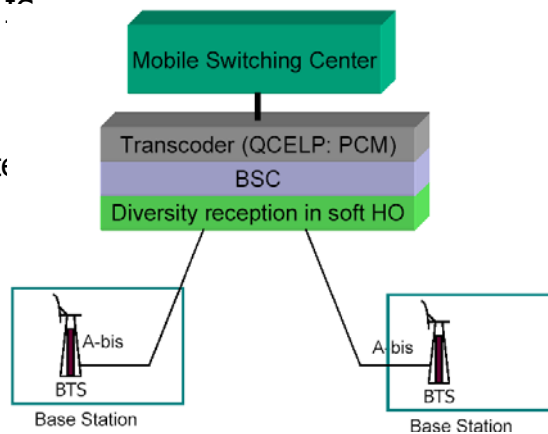 Mobile Switching Center
Transcoder (QCELP: PCM)
BSC
Diversity reception in soft HO
A-bis
BTS
Base Station
A-bis
BTS
Base Station